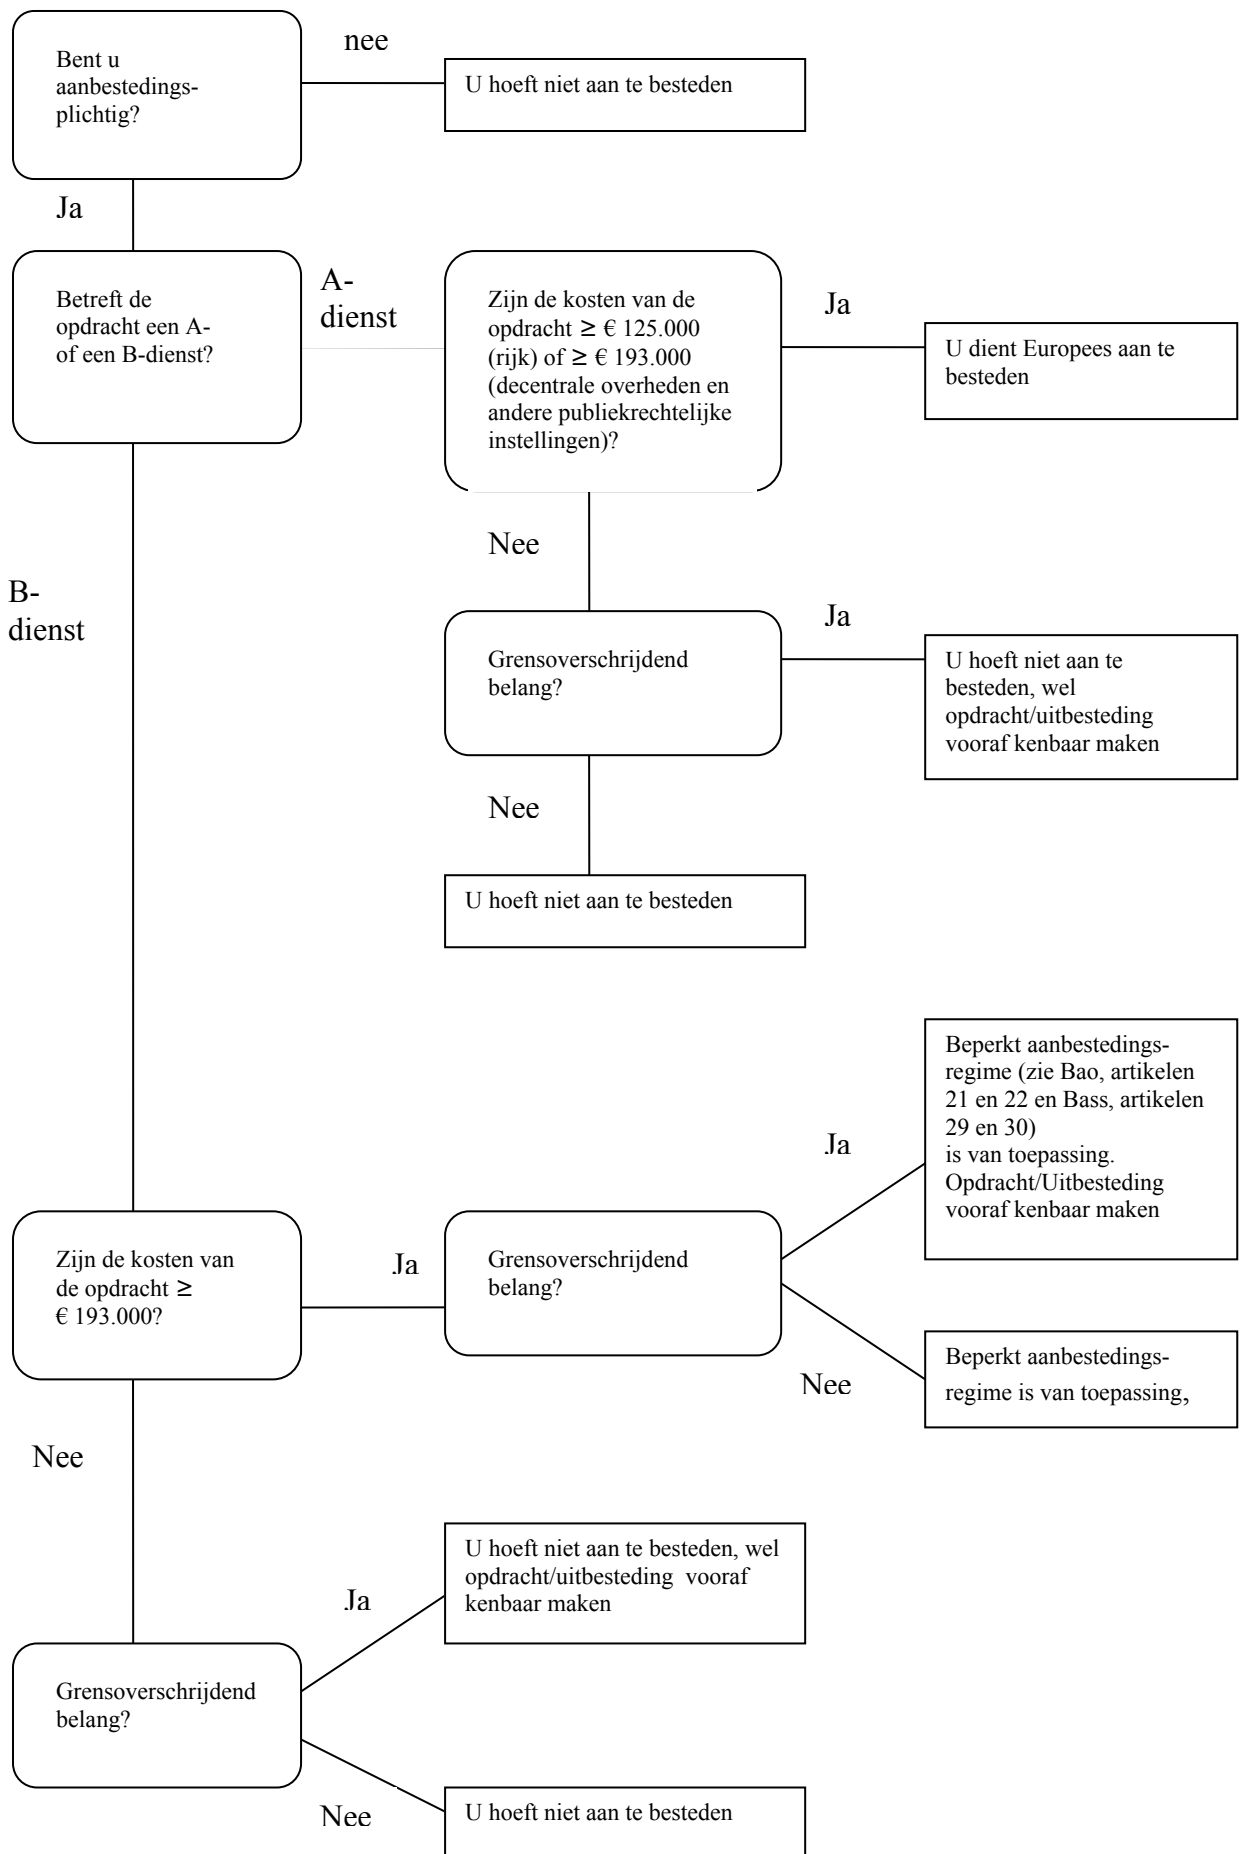 nee
Bent u
aanbestedings-
plichtig?
U hoeft niet aan te besteden
Ja
Betreft de
opdracht een A-
of een B-dienst?
A-
dienst
Zijn de kosten van de
opdracht ≥ € 125.000
(rijk) of ≥ € 193.000
(decentrale overheden en
andere publiekrechtelijke
instellingen)?
Ja
U dient Europees aan te
besteden
Nee
B-
dienst
Grensoverschrijdend
belang?
Ja
U hoeft niet aan te
besteden, wel
opdracht/uitbesteding
vooraf kenbaar maken
Nee
U hoeft niet aan te besteden
Zijn de kosten van
de opdracht ≥
€ 193.000?
Ja
Grensoverschrijdend
belang?
Ja
Beperkt aanbestedings-
regime (zie Bao, artikelen
21 en 22 en Bass, artikelen
29 en 30)
is van toepassing.
Opdracht/Uitbesteding
vooraf kenbaar maken
Nee
Beperkt aanbestedings-
regime is van toepassing,
Nee
Grensoverschrijdend
belang?
Ja
U hoeft niet aan te besteden, wel
opdracht/uitbesteding vooraf
kenbaar maken
Nee
U hoeft niet aan te besteden